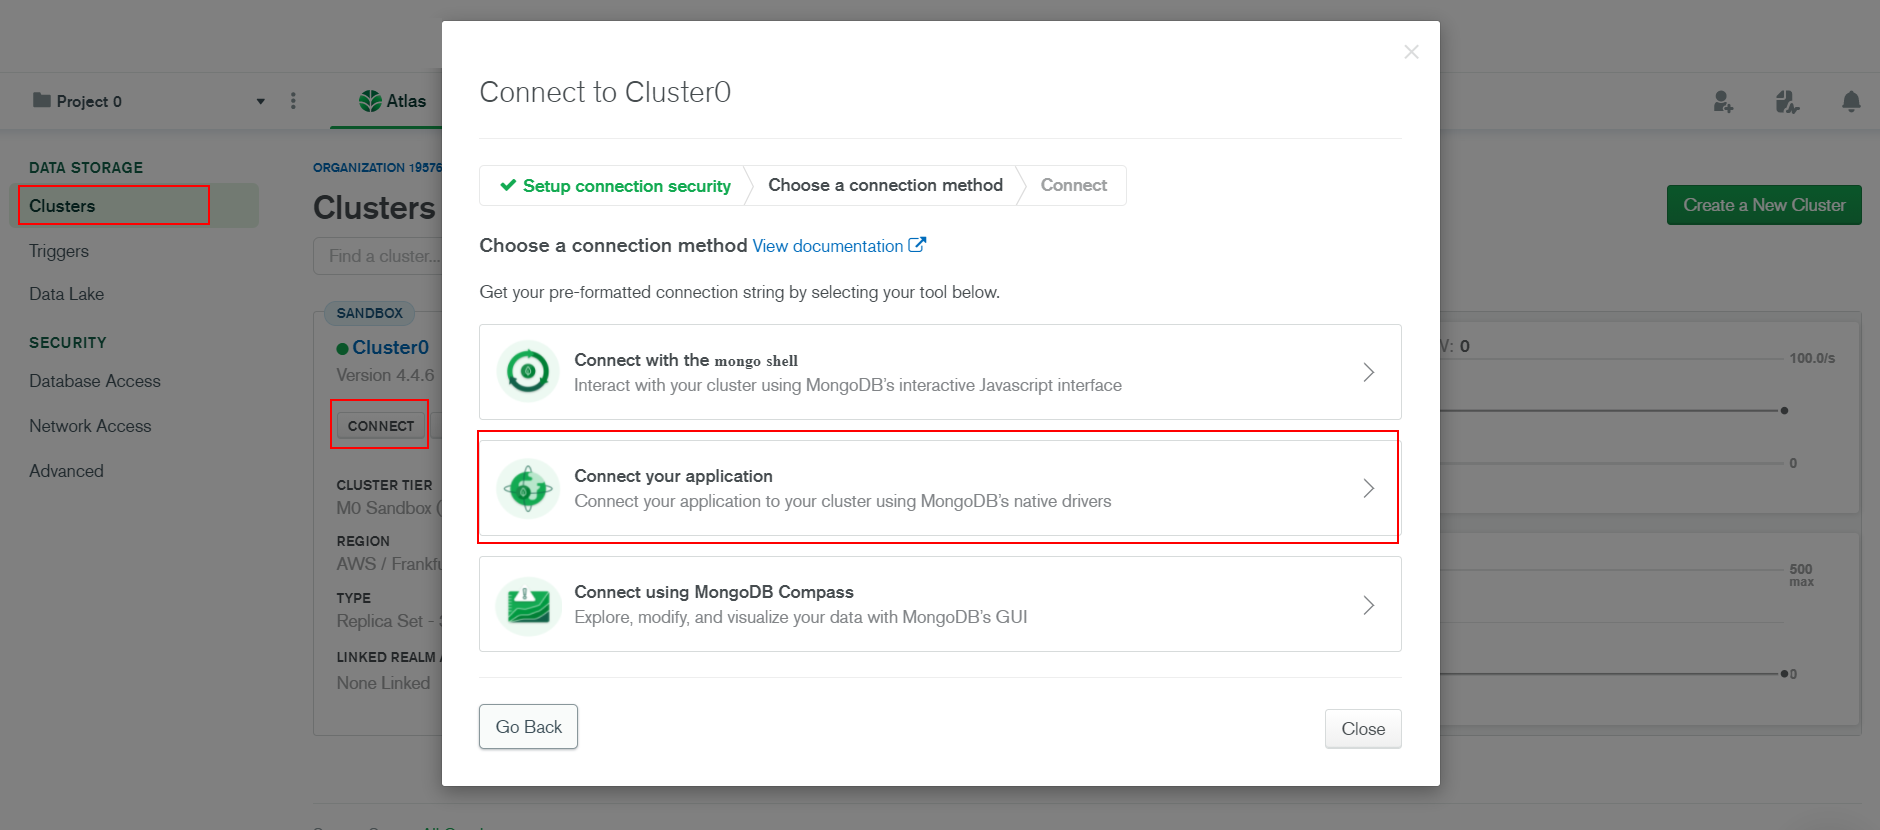 Project 0
Atlas
DATA STORAGE
Clusters
Triggers
Data Lake
SECURITY
Database Access
Network Access
Advanced
ORGANIZATION 19576
Clusters
Find a cluster...
Create a New Cluster
SANDBOX
Cluster0
Version 4.4.6
CONNECT
CLUSTER TIER
M0 Sandbox (
REGION
AWS / Frankfu
TYPE
Replica Set -
LINKED REALM
None Linked
Connect to Cluster0
Setup connection security
Choose a connection method
Connect
Choose a connection method View documentation
Get your pre-formatted connection string by selecting your tool below.
Connect with the mongo shell
Interact with your cluster using MongoDB's interactive Javascript interface
Connect your application
Connect your application to your cluster using MongoDB's native drivers
Connect using MongoDB Compass
Explore, modify, and visualize your data with MongoDB's GUI
Go Back
Close
: 0
100.0/s
0
500
max
0